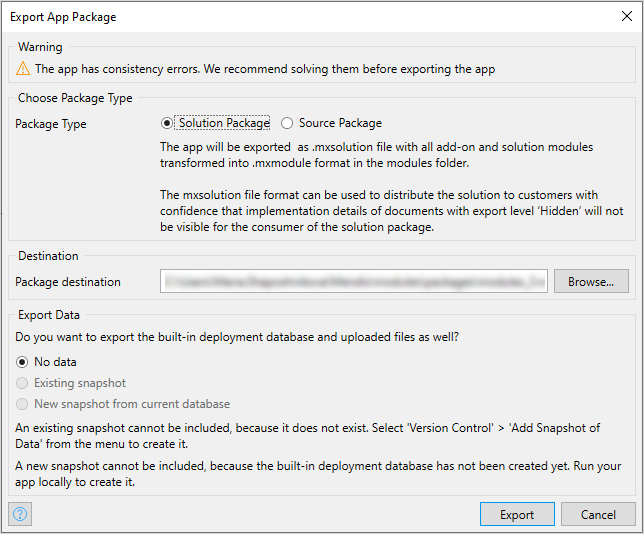 Export App Package
Warning
The app has consistency errors. We recommend solving them before exporting the app
Choose Package Type
Package Type
Solution Package
Source Package
The app will be exported as .mxsolution file with all add-on and solution modules
transformed into .mxmodule format in the modules folder.
The mxsolution file format can be used to distribute the solution to customers with
confidence that implementation details of documents with export level ‘Hidden’ will not
be visible for the consumer of the solution package.
Destination
Package destination
Browse...
Export Data
Do you want to export the built-in deployment database and uploaded files as well?
No data
Existing snapshot
New snapshot from current database
An existing snapshot cannot be included, because it does not exist. Select 'Version Control' > 'Add Snapshot of
Data' from the menu to create it.
A new snapshot cannot be included, because the built-in deployment database has not been created yet. Run your
app locally to create it.
?
Export
Cancel